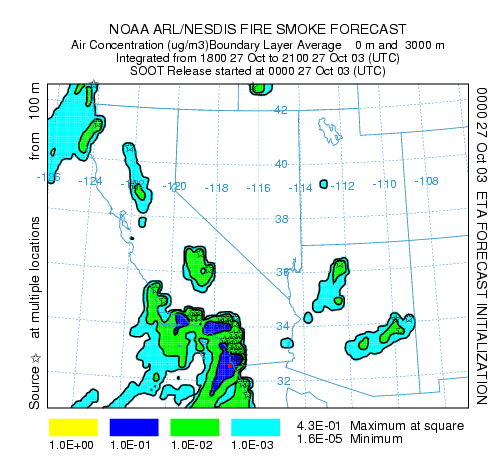 NOAA ARL/NESDIS FIRE SMOKE FORECAST
Air Concentration (ug/m3)Boundary Layer Average 0 m and 3000 m
Integrated from 1800 27 Oct to 2100 27 Oct 03 (UTC)
SOOT Release started at 0000 27 Oct 03 (UTC)
Source ☆ at multiple locations from 100 m
0000 27 Oct 03 ETA FORECAST INITIALIZATION
42
40
-124 -120 -118 -116 -112 -110 -108
38
36
34
32
1.0E+00 1.0E-01 1.0E-02 1.0E-03
4.3E-01 Maximum at square
1.6E-05 Minimum